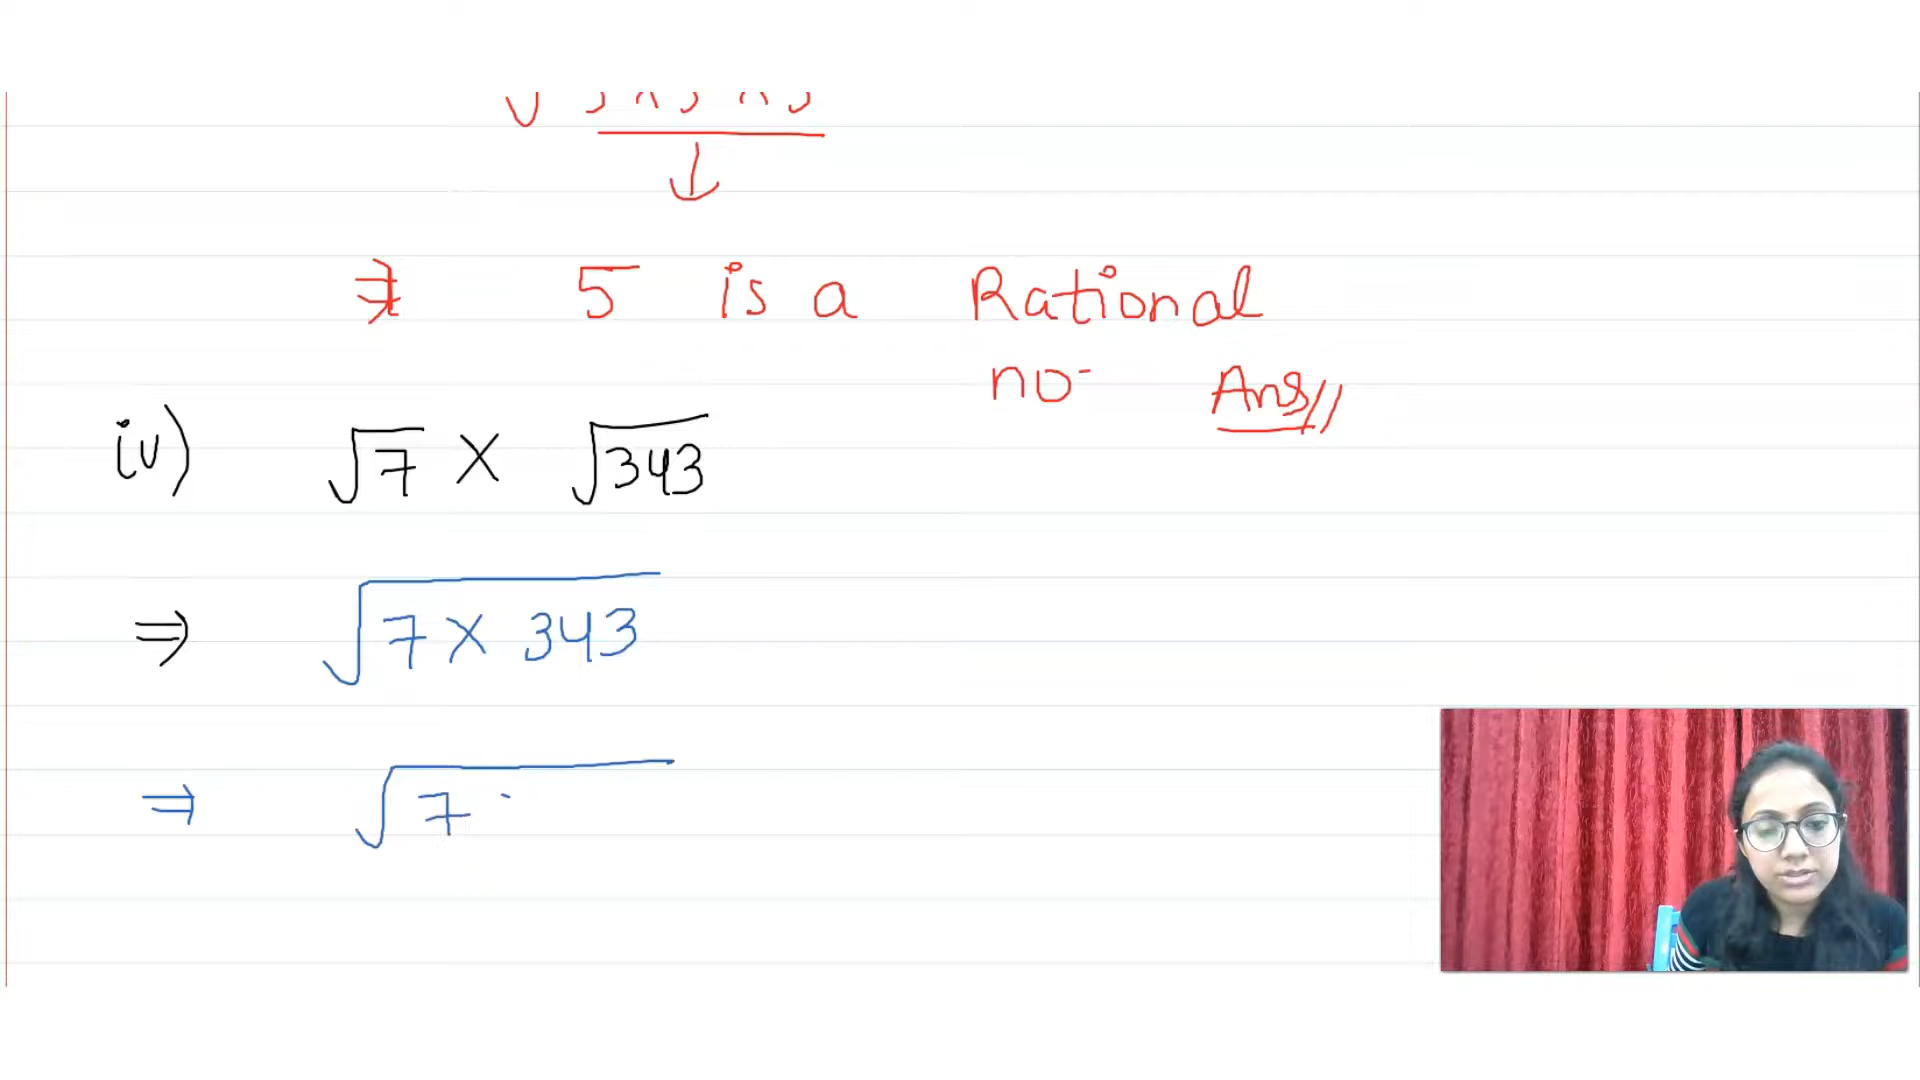 ⇒ 5 is a Rational
no. Ans//
iv) √7 × √343
⇒ √7 × 343
⇒ √7